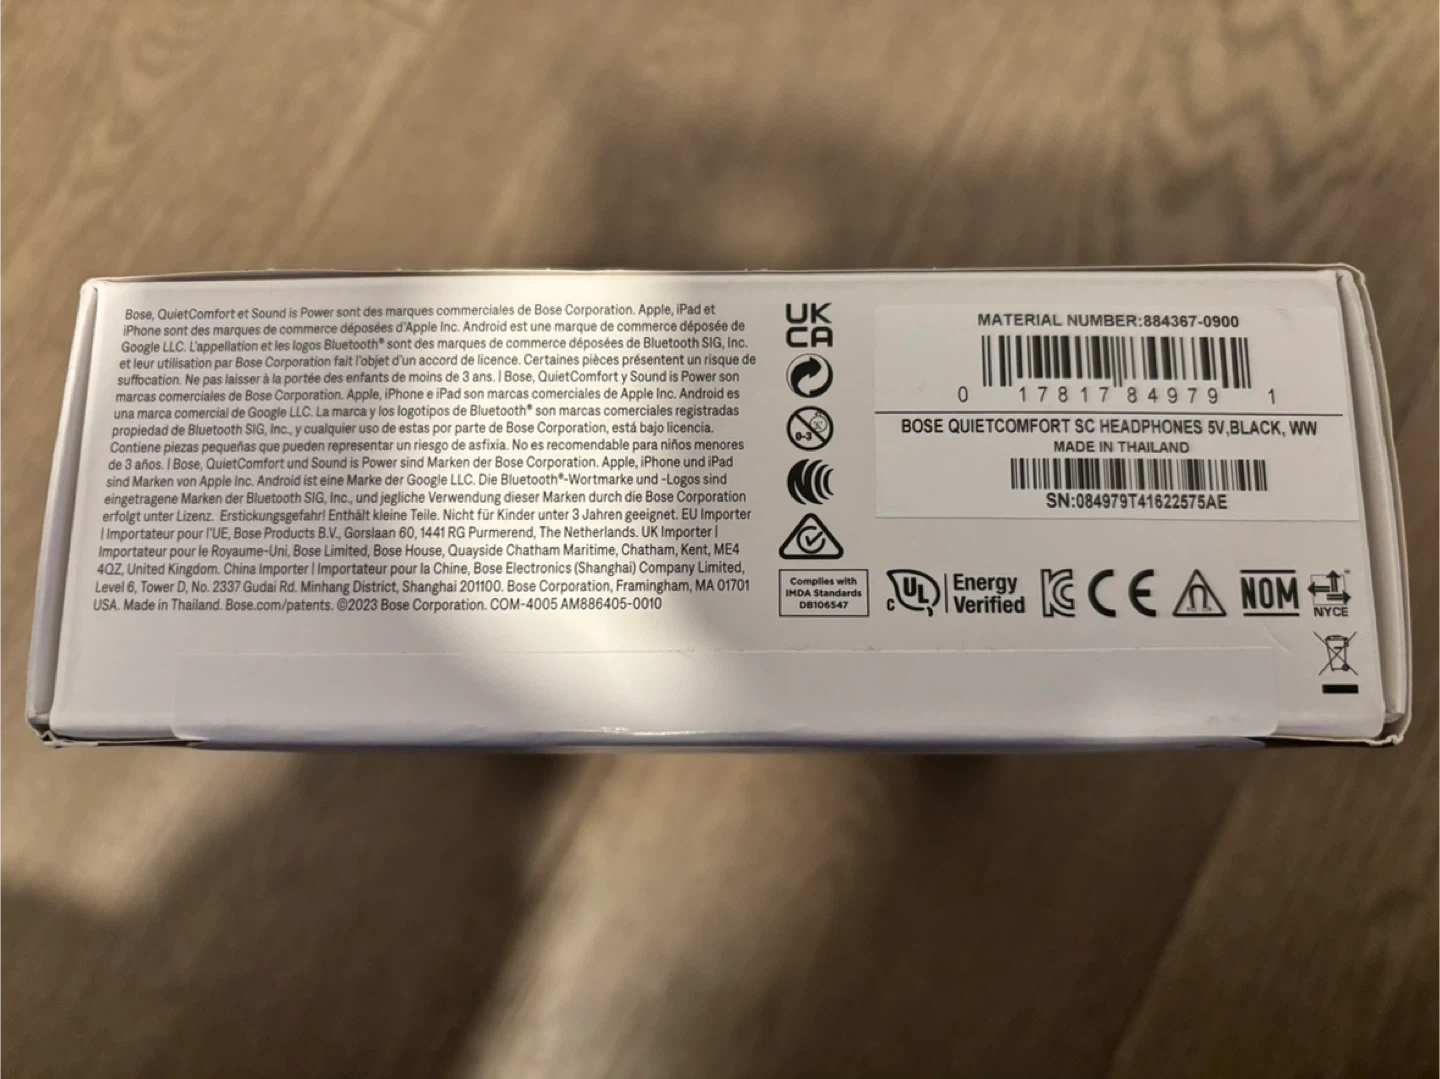 Bose, QuietComfort et Sound is Power sont des marques commerciales de Bose Corporation. Apple, iPad et
iPhone sont des marques de commerce déposées d'Apple Inc. Android est une marque de commerce déposée de
Google LLC. L'appellation et les logos Bluetooth® sont des marques de commerce déposées de Bluetooth SIG, Inc.
et leur utilisation par Bose Corporation fait l'objet d'un accord de licence. Certaines pièces présentent un risque de
suffocation. Ne pas laisser à la portée des enfants de moins de 3 ans. | Bose, QuietComfort y Sound is Power son
marcas comerciales de Bose Corporation. Apple, iPhone e iPad son marcas comerciales de Apple Inc. Android es
una marca comercial de Google LLC. La marca y los logotipos de Bluetooth® son marcas comerciales registradas
propiedad de Bluetooth SIG, Inc., y cualquier uso de estas por parte de Bose Corporation, está bajo licencia.
Contiene piezas pequeñas que pueden representar un riesgo de asfixia. No es recomendable para niños menores
de 3 años. | Bose, QuietComfort und Sound is Power sind Marken der Bose Corporation. Apple, iPhone und iPad
sind Marken von Apple Inc. Android ist eine Marke der Google LLC. Die Bluetooth®-Wortmarke und -Logos sind
eingetragene Marken der Bluetooth SIG, Inc., und jegliche Verwendung dieser Marken durch die Bose Corporation
erfolgt unter Lizenz. Erstickungsgefahr! Enthält kleine Teile. Nicht für Kinder unter 3 Jahren geeignet. EU Importer
| Importateur pour l'UE, Bose Products B.V., Gorslaan 60, 1441 RG Purmerend, The Netherlands. UK Importer |
Importateur pour le Royaume-Uni, Bose Limited, Bose House, Quayside Chatham Maritime, Chatham, Kent, ME4
4QZ, United Kingdom. China Importer | Importateur pour la Chine, Bose Electronics (Shanghai) Company Limited,
Level 6, Tower D, No. 2337 Gudai Rd. Minhang District, Shanghai 201100. Bose Corporation, Framingham, MA 01701
USA. Made in Thailand. Bose.com/patents. ©2023 Bose Corporation. COM-4005 AM886405-0010
UK
CA
0-3
Complies with
IMDA Standards
DB106547
MATERIAL NUMBER:884367-0900
0 17817 84979 1
BOSE QUIETCOMFORT SC HEADPHONES 5V,BLACK, WW
MADE IN THAILAND
SN:084979T41622575AE
c UL Energy
Verified
KC
CE
NOM
NYCE